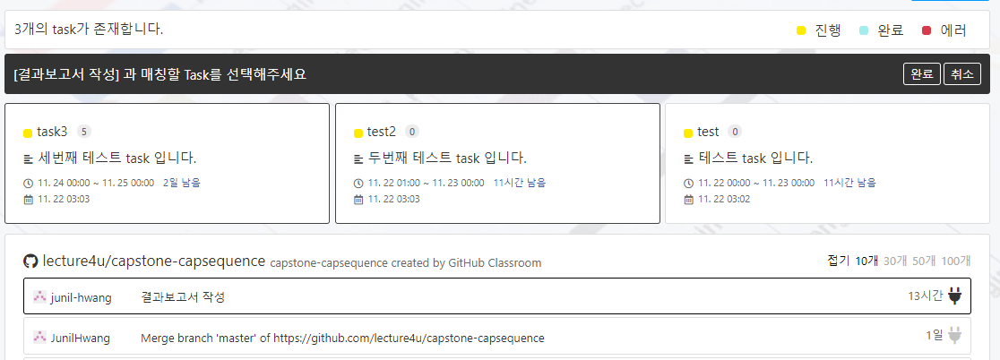 3개의 task가 존재합니다.
진행 완료 에러
[결과보고서 작성] 과 매칭할 Task를 선택해주세요
완료 취소
task3 5
세번째 테스트 task 입니다.
11. 24 00:00 ~ 11. 25 00:00 2일 남음
11. 22 03:03
test2 0
두번째 테스트 task 입니다.
11. 22 01:00 ~ 11. 23 00:00 11시간 남음
11. 22 03:03
test 0
테스트 task 입니다.
11. 22 00:00 ~ 11. 23 00:00 11시간 남음
11. 22 03:02
lecture4u/capstone-capsequence capstone-capsequence created by GitHub Classroom
접기 10개 30개 50개 100개
junil-hwang 결과보고서 작성 13시간
JunilHwang Merge branch 'master' of https://github.com/lecture4u/capstone-capsequence 1일